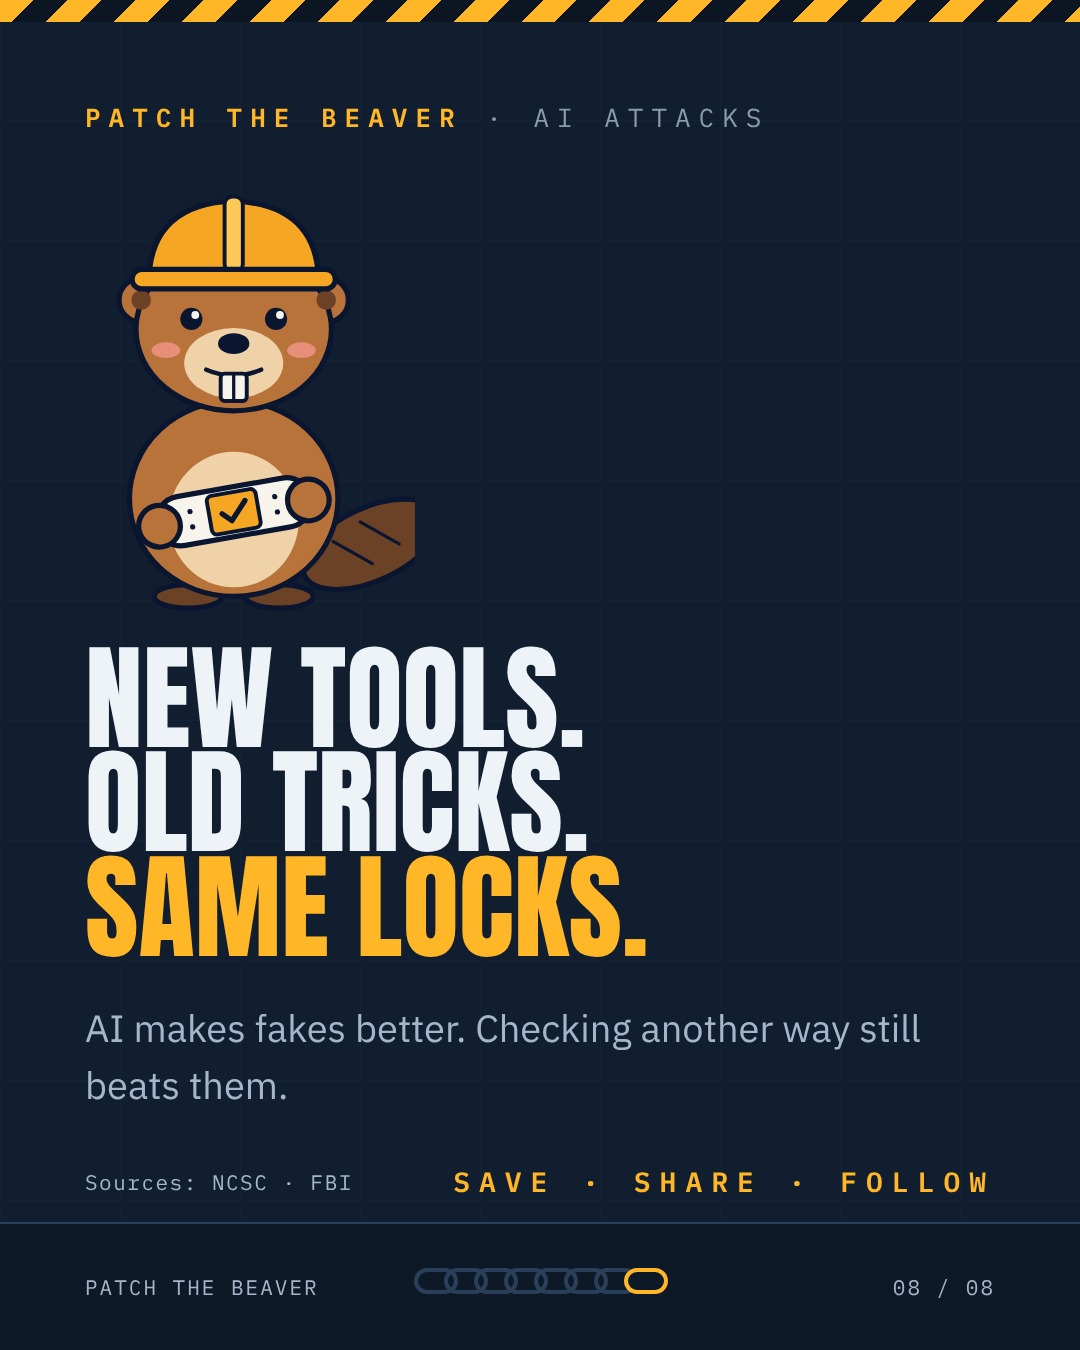 PATCH THE BEAVER · AI ATTACKS
NEW TOOLS.
OLD TRICKS.
SAME LOCKS.
AI makes fakes better. Checking another way still
beats them.
Sources: NCSC · FBI
SAVE · SHARE · FOLLOW
PATCH THE BEAVER
08 / 08